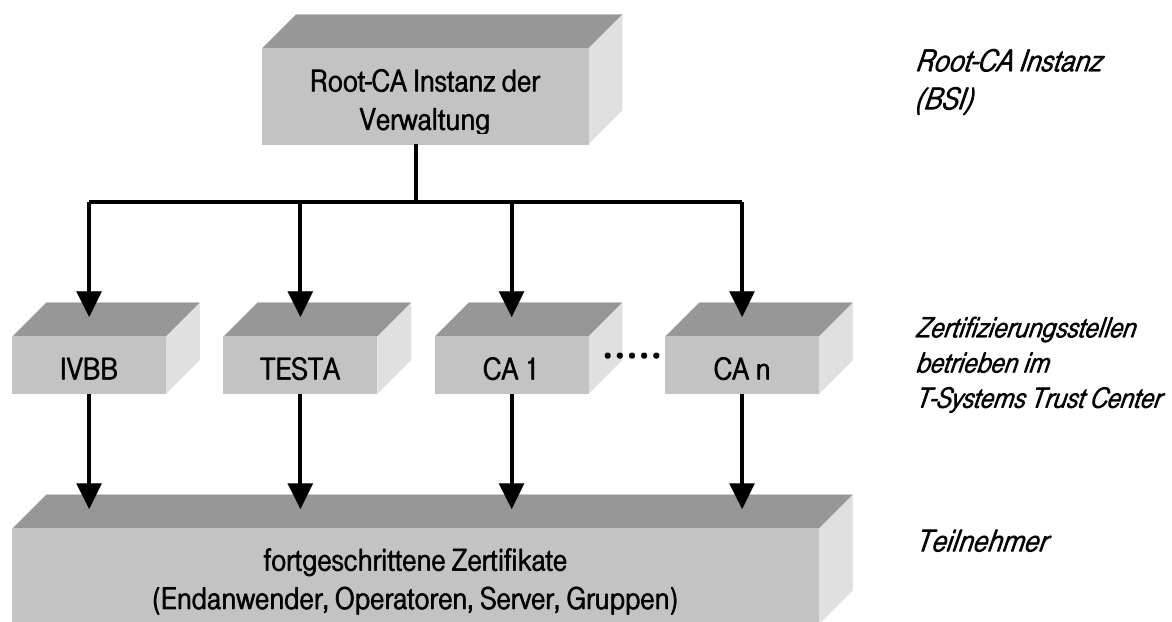 Root-CA Instanz der
Verwaltung
Root-CA Instanz
(BSI)
IVBB
TESTA
CA 1
......
CA n
Zertifizierungsstellen
betrieben im
T-Systems Trust Center
fortgeschrittene Zertifikate
(Endanwender, Operatoren, Server, Gruppen)
Teilnehmer